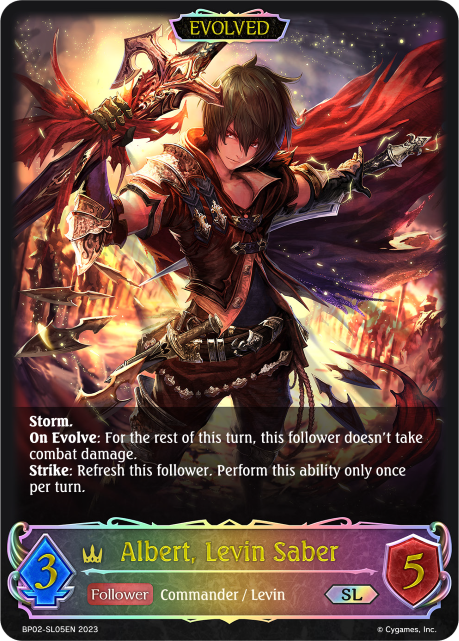 EVOLVED
Storm.
On Evolve: For the rest of this turn, this follower doesn't take
combat damage.
Strike: Refresh this follower. Perform this ability only once
per turn.
Albert, Levin Saber
3
5
Follower Commander / Levin SL
BP02-SL05EN 2023 © Cygames, Inc.